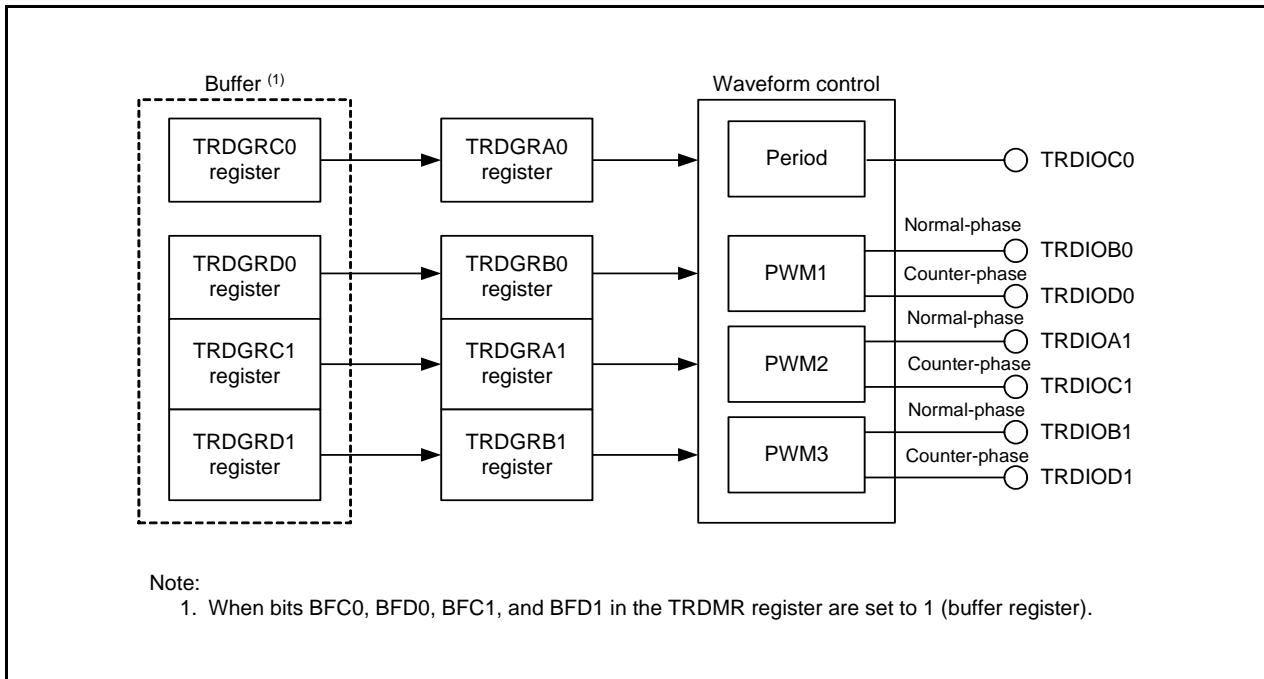 Buffer (1)
Waveform control
TRDGRC0
register
TRDGRA0
register
Period
TRDIOC0
TRDGRD0
register
TRDGRB0
register
PWM1
Normal-phase
TRDIOB0
Counter-phase
TRDIOD0
TRDGRC1
register
TRDGRA1
register
PWM2
Normal-phase
TRDIOA1
Counter-phase
TRDIOC1
TRDGRD1
register
TRDGRB1
register
PWM3
Normal-phase
TRDIOB1
Counter-phase
TRDIOD1
Note:
1. When bits BFC0, BFD0, BFC1, and BFD1 in the TRDMR register are set to 1 (buffer register).